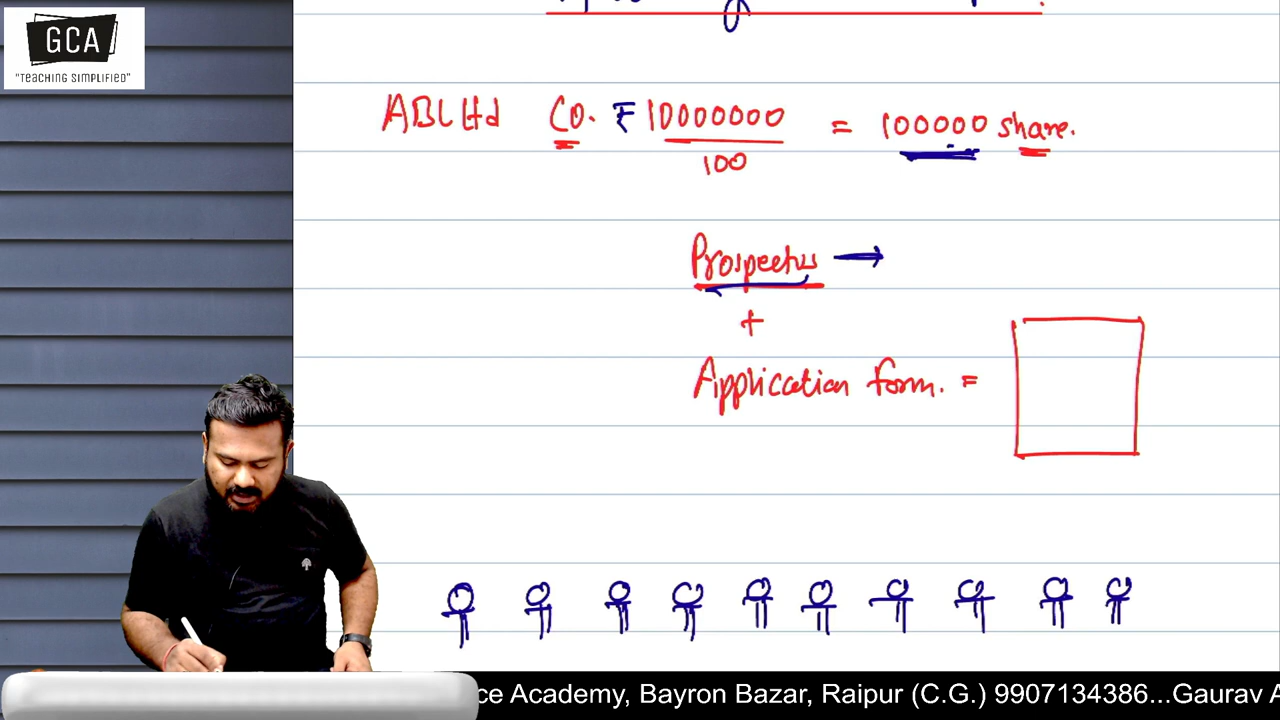 GCA
"TEACHING SIMPLIFIED"
ABC Ltd Co. ₹ 10000000 = 100000 share.
100
Prospectus →
+
Application form. =
ce Academy, Bayron Bazar, Raipur (C.G.) 9907134386...Gaurav A